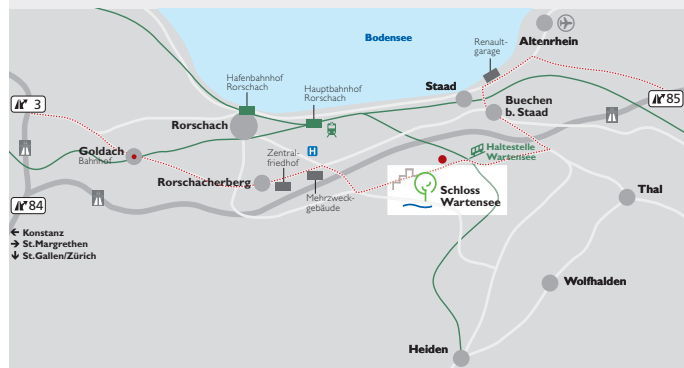 Bodensee
Renault-
garage
Altenrhein
Hafenbahnhof
Rorschach
Hauptbahnhof
Rorschach
Staad
3
85
Buechen
b. Staad
Rorschach
H
Goldach
Bahnhof
Zentral-
friedhof
Haltestelle
Wartensee
Rorschacherberg
Mehrzweck-
gebäude
Schloss
Wartensee
Thal
84
← Konstanz
→ St.Margrethen
↓ St.Gallen/Zürich
Wolfhalden
Heiden